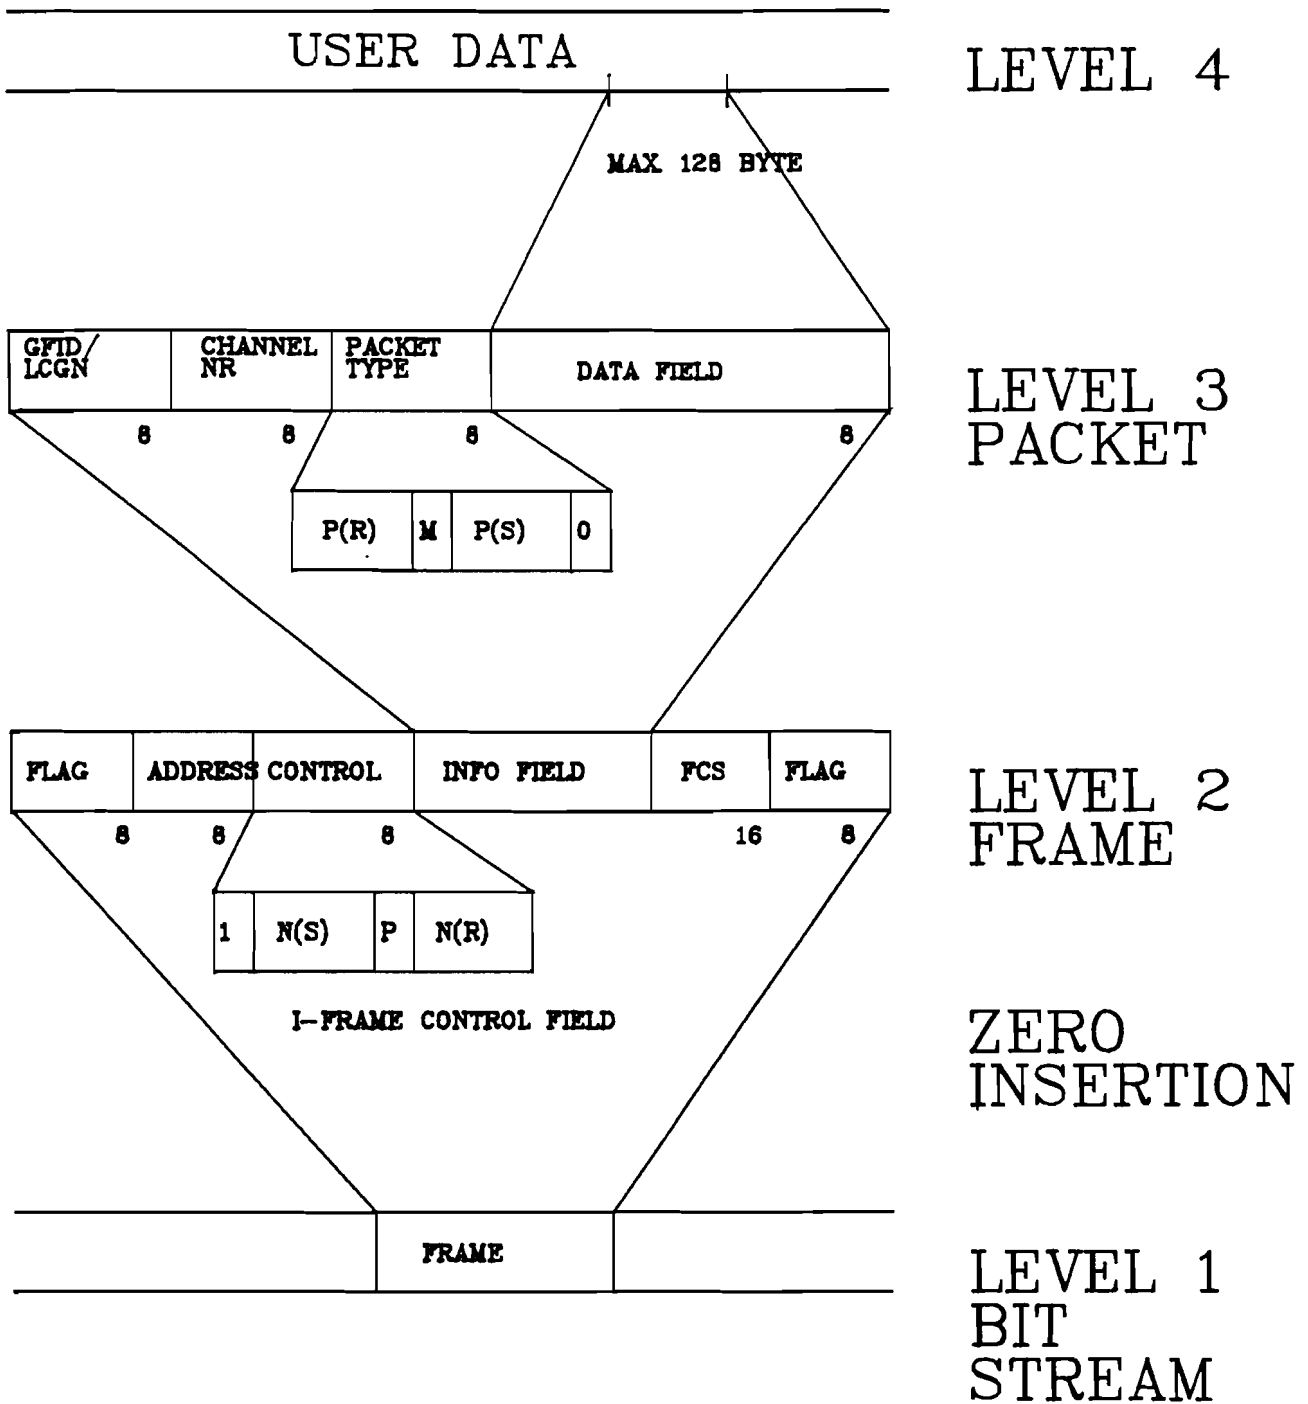 USER DATA
LEVEL 4
MAX 128 BYTE
GFID/
LCGN
CHANNEL
NR
PACKET
TYPE
DATA FIELD
LEVEL 3
PACKET
8 8 8 8
P(R) M P(S) 0
FLAG ADDRESS CONTROL INFO FIELD FCS FLAG
LEVEL 2
FRAME
8 8 8 16 8
1 N(S) P N(R)
I-FRAME CONTROL FIELD
ZERO
INSERTION
FRAME
LEVEL 1
BIT
STREAM